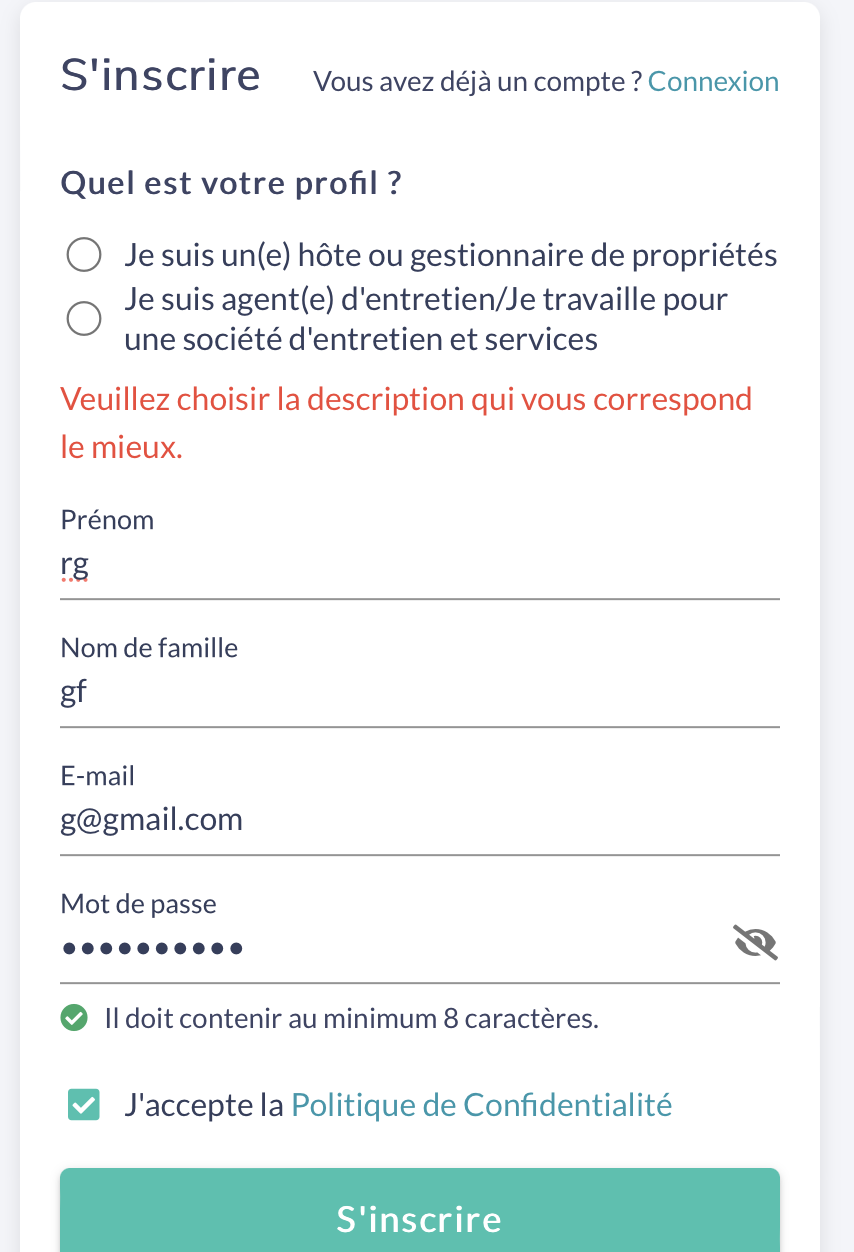 S'inscrire
Vous avez déjà un compte ? Connexion
Quel est votre profil ?
Je suis un(e) hôte ou gestionnaire de propriétés
Je suis agent(e) d'entretien/Je travaille pour
une société d'entretien et services
Veuillez choisir la description qui vous correspond
le mieux.
Prénom
rg
Nom de famille
gf
E-mail
g@gmail.com
Mot de passe
••••••••••
Il doit contenir au minimum 8 caractères.
J'accepte la Politique de Confidentialité
S'inscrire